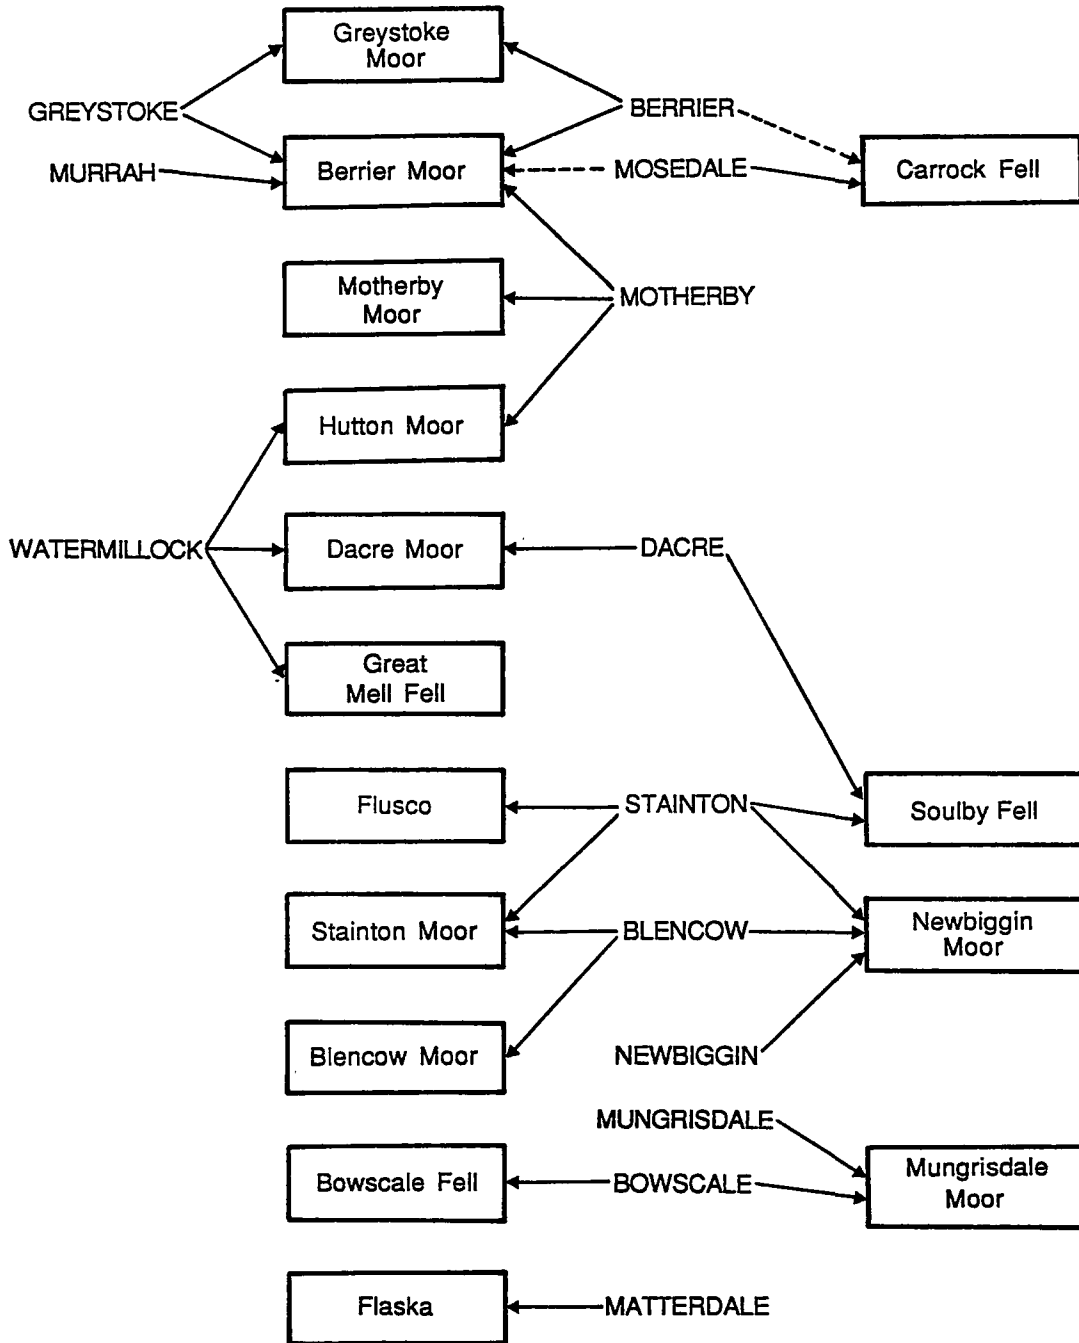 Greystoke
Moor
GREYSTOKE
BERRIER
MURRAH
Berrier Moor
MOSEDALE
Carrock Fell
Motherby
Moor
MOTHERBY
Hutton Moor
WATERMILLOCK
Dacre Moor
DACRE
Great
Mell Fell
Flusco
STAINTON
Soulby Fell
Stainton Moor
BLENCOW
Newbiggin
Moor
Blencow Moor
NEWBIGGIN
MUNGRISDALE
Bowscale Fell
BOWSCALE
Mungrisdale
Moor
Flaska
MATTERDALE